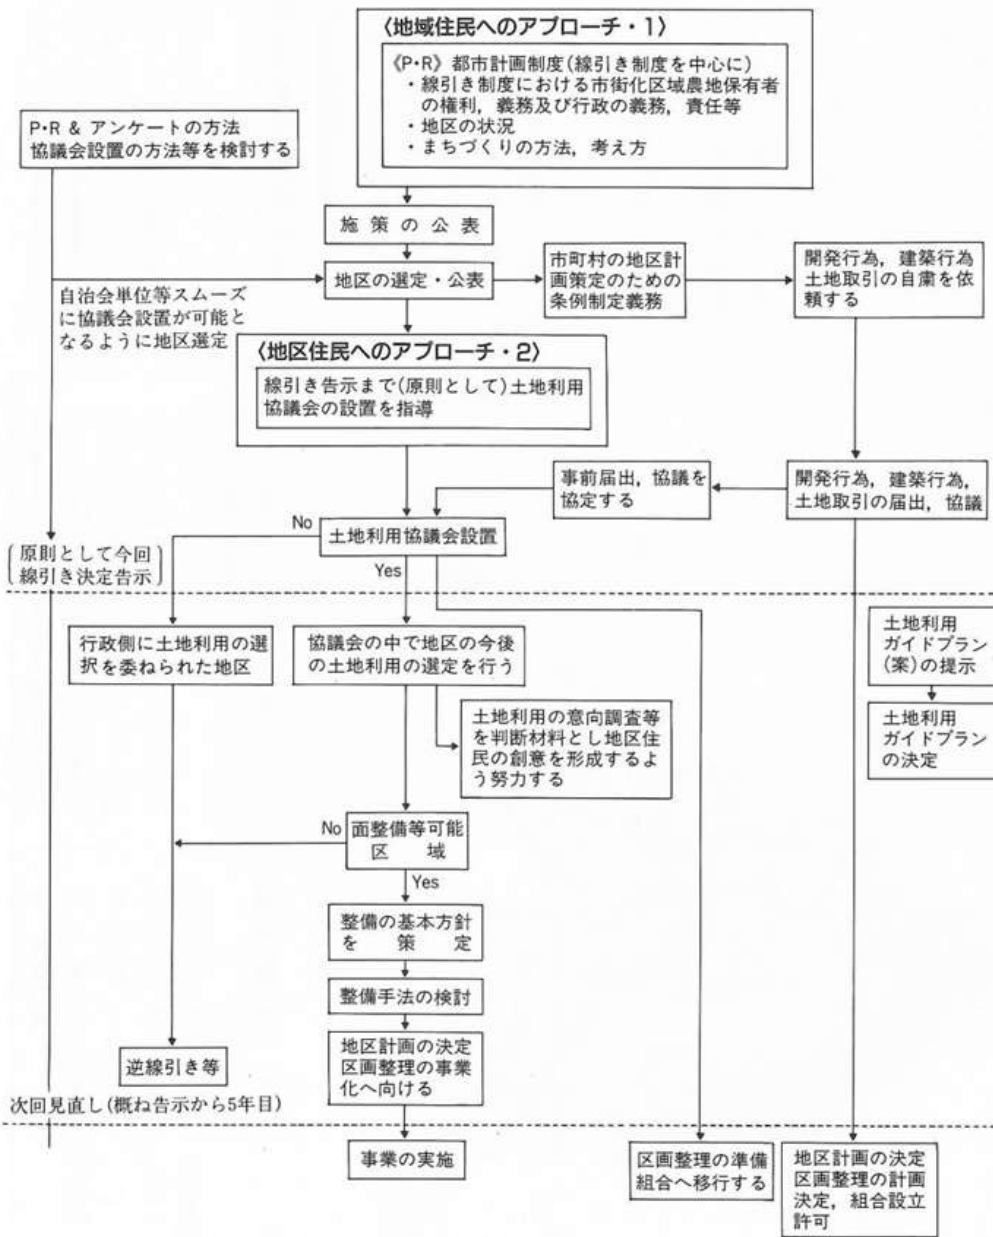 〈地域住民へのアプローチ・1〉
《P・R》都市計画制度(線引き制度を中心に)
・線引き制度における市街化区域農地保有者
の権利，義務及び行政の義務，責任等
・地区の状況
・まちづくりの方法，考え方
P・R & アンケートの方法
協議会設置の方法等を検討する
施策の公表
地区の選定・公表
市町村の地区計
画策定のための
条例制定義務
開発行為，建築行為
土地取引の自粛を依
頼する
自治会単位等スムーズ
に協議会設置が可能と
なるように地区選定
〈地区住民へのアプローチ・2〉
線引き告示まで(原則として)土地利用
協議会の設置を指導
事前届出，協議を
協定する
開発行為，建築行為，
土地取引の届出，協議
No
土地利用協議会設置
Yes
原則として今回
線引き決定告示
行政側に土地利用の選
択を委ねられた地区
協議会の中で地区の今後
の土地利用の選定を行う
土地利用
ガイドプラン
(案)の提示
土地利用の意向調査等
を判断材料とし地区住
民の創意を形成するよ
う努力する
土地利用
ガイドプラン
の決定
No
面整備等可能
区域
Yes
整備の基本方針
を策定
整備手法の検討
地区計画の決定
区画整理の事業
化へ向ける
逆線引き等
次回見直し(概ね告示から5年目)
事業の実施
区画整理の準備
組合へ移行する
地区計画の決定
区画整理の計画
決定，組合設立
許可